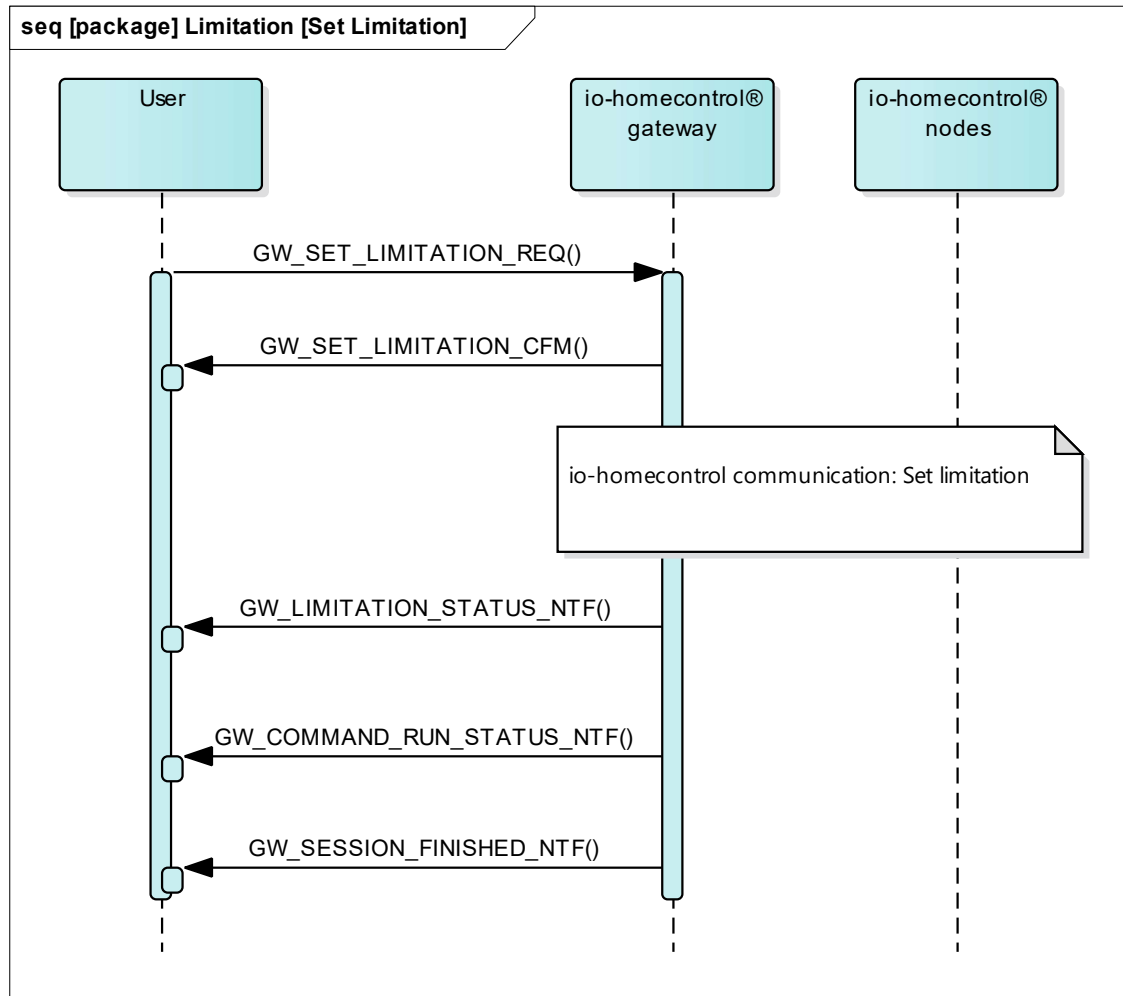 seq [package] Limitation [Set Limitation]
User
io-homecontrol®
gateway
io-homecontrol®
nodes
GW_SET_LIMITATION_REQ()
GW_SET_LIMITATION_CFM()
io-homecontrol communication: Set limitation
GW_LIMITATION_STATUS_NTF()
GW_COMMAND_RUN_STATUS_NTF()
GW_SESSION_FINISHED_NTF()